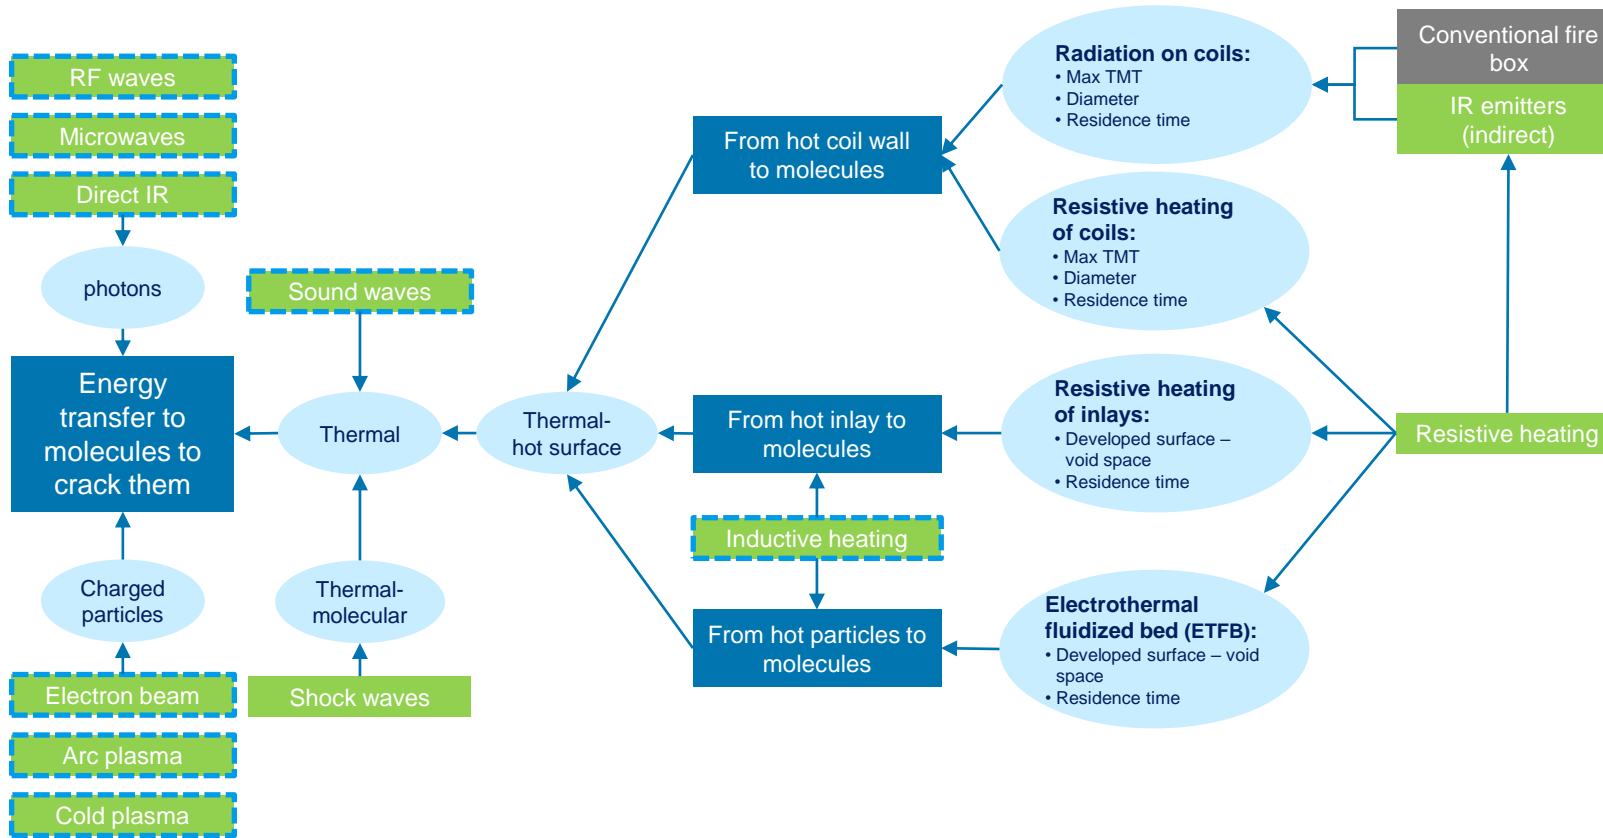 RF waves
Microwaves
Direct IR
photons
Energy
transfer to
molecules to
crack them
Charged
particles
Electron beam
Arc plasma
Cold plasma
Sound waves
Thermal
Thermal-
molecular
Shock waves
Thermal-
hot surface
From hot coil wall
to molecules
From hot inlay to
molecules
Inductive heating
From hot particles to
molecules
Radiation on coils:
• Max TMT
• Diameter
• Residence time
Resistive heating
of coils:
• Max TMT
• Diameter
• Residence time
Resistive heating
of inlays:
• Developed surface –
void space
• Residence time
Electrothermal
fluidized bed (ETFB):
• Developed surface – void
space
• Residence time
Conventional fire
box
IR emitters
(indirect)
Resistive heating